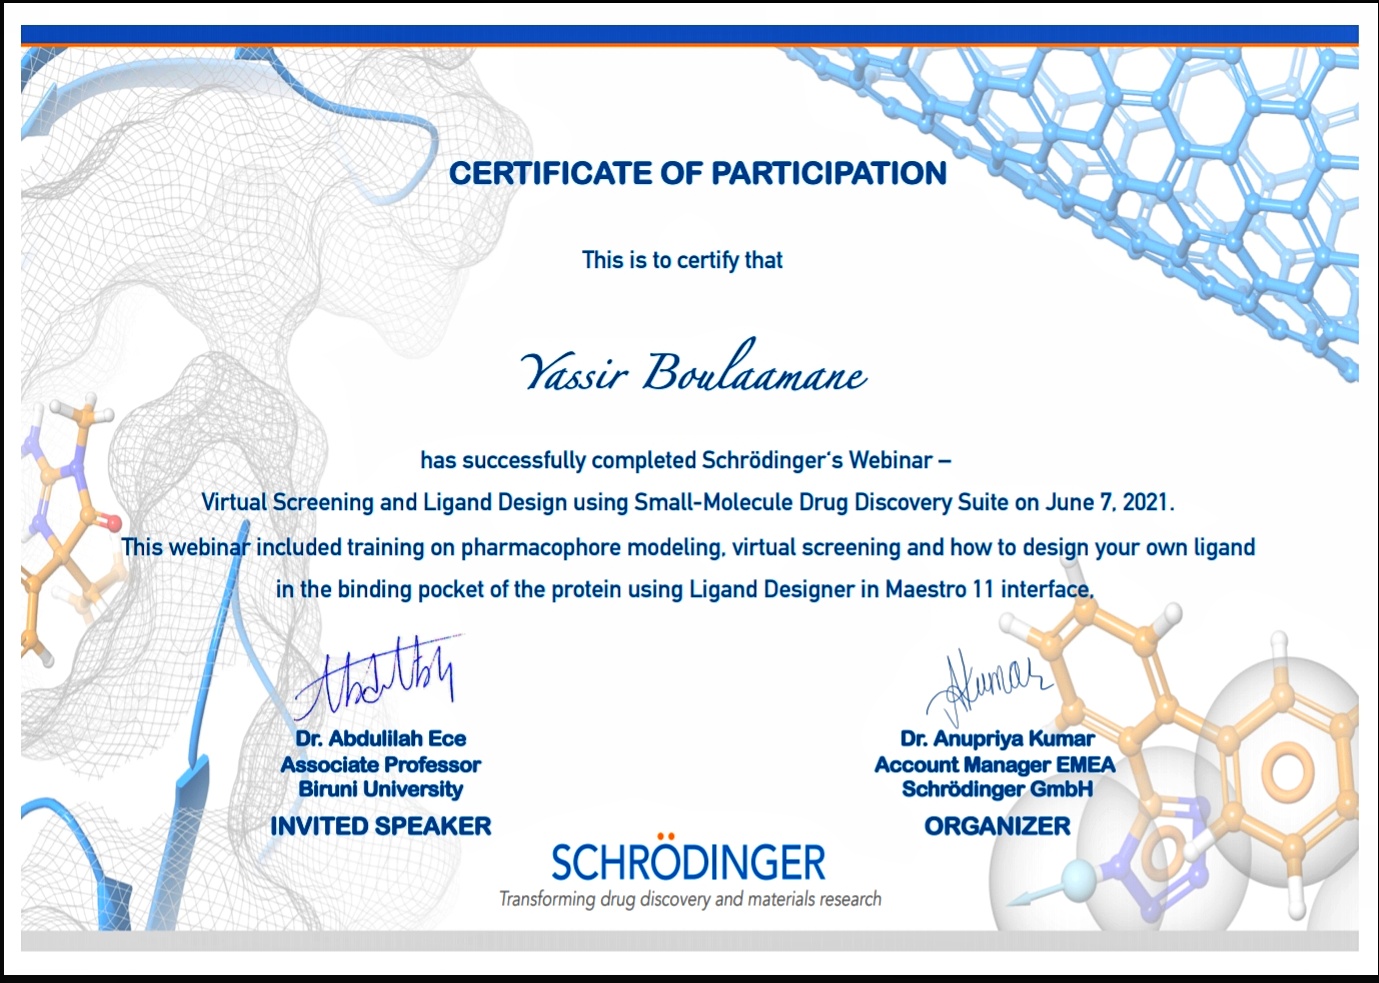 CERTIFICATE OF PARTICIPATION
This is to certify that
Yassir Boulaamane
has successfully completed Schrödinger's Webinar –
Virtual Screening and Ligand Design using Small-Molecule Drug Discovery Suite on June 7, 2021.
This webinar included training on pharmacophore modeling, virtual screening and how to design your own ligand
in the binding pocket of the protein using Ligand Designer in Maestro 11 interface.
AKumar
Dr. Abdulilah Ece
Associate Professor
Biruni University
INVITED SPEAKER
Dr. Anupriya Kumar
Account Manager EMEA
Schrödinger GmbH
ORGANIZER
SCHRÖDINGER
Transforming drug discovery and materials research